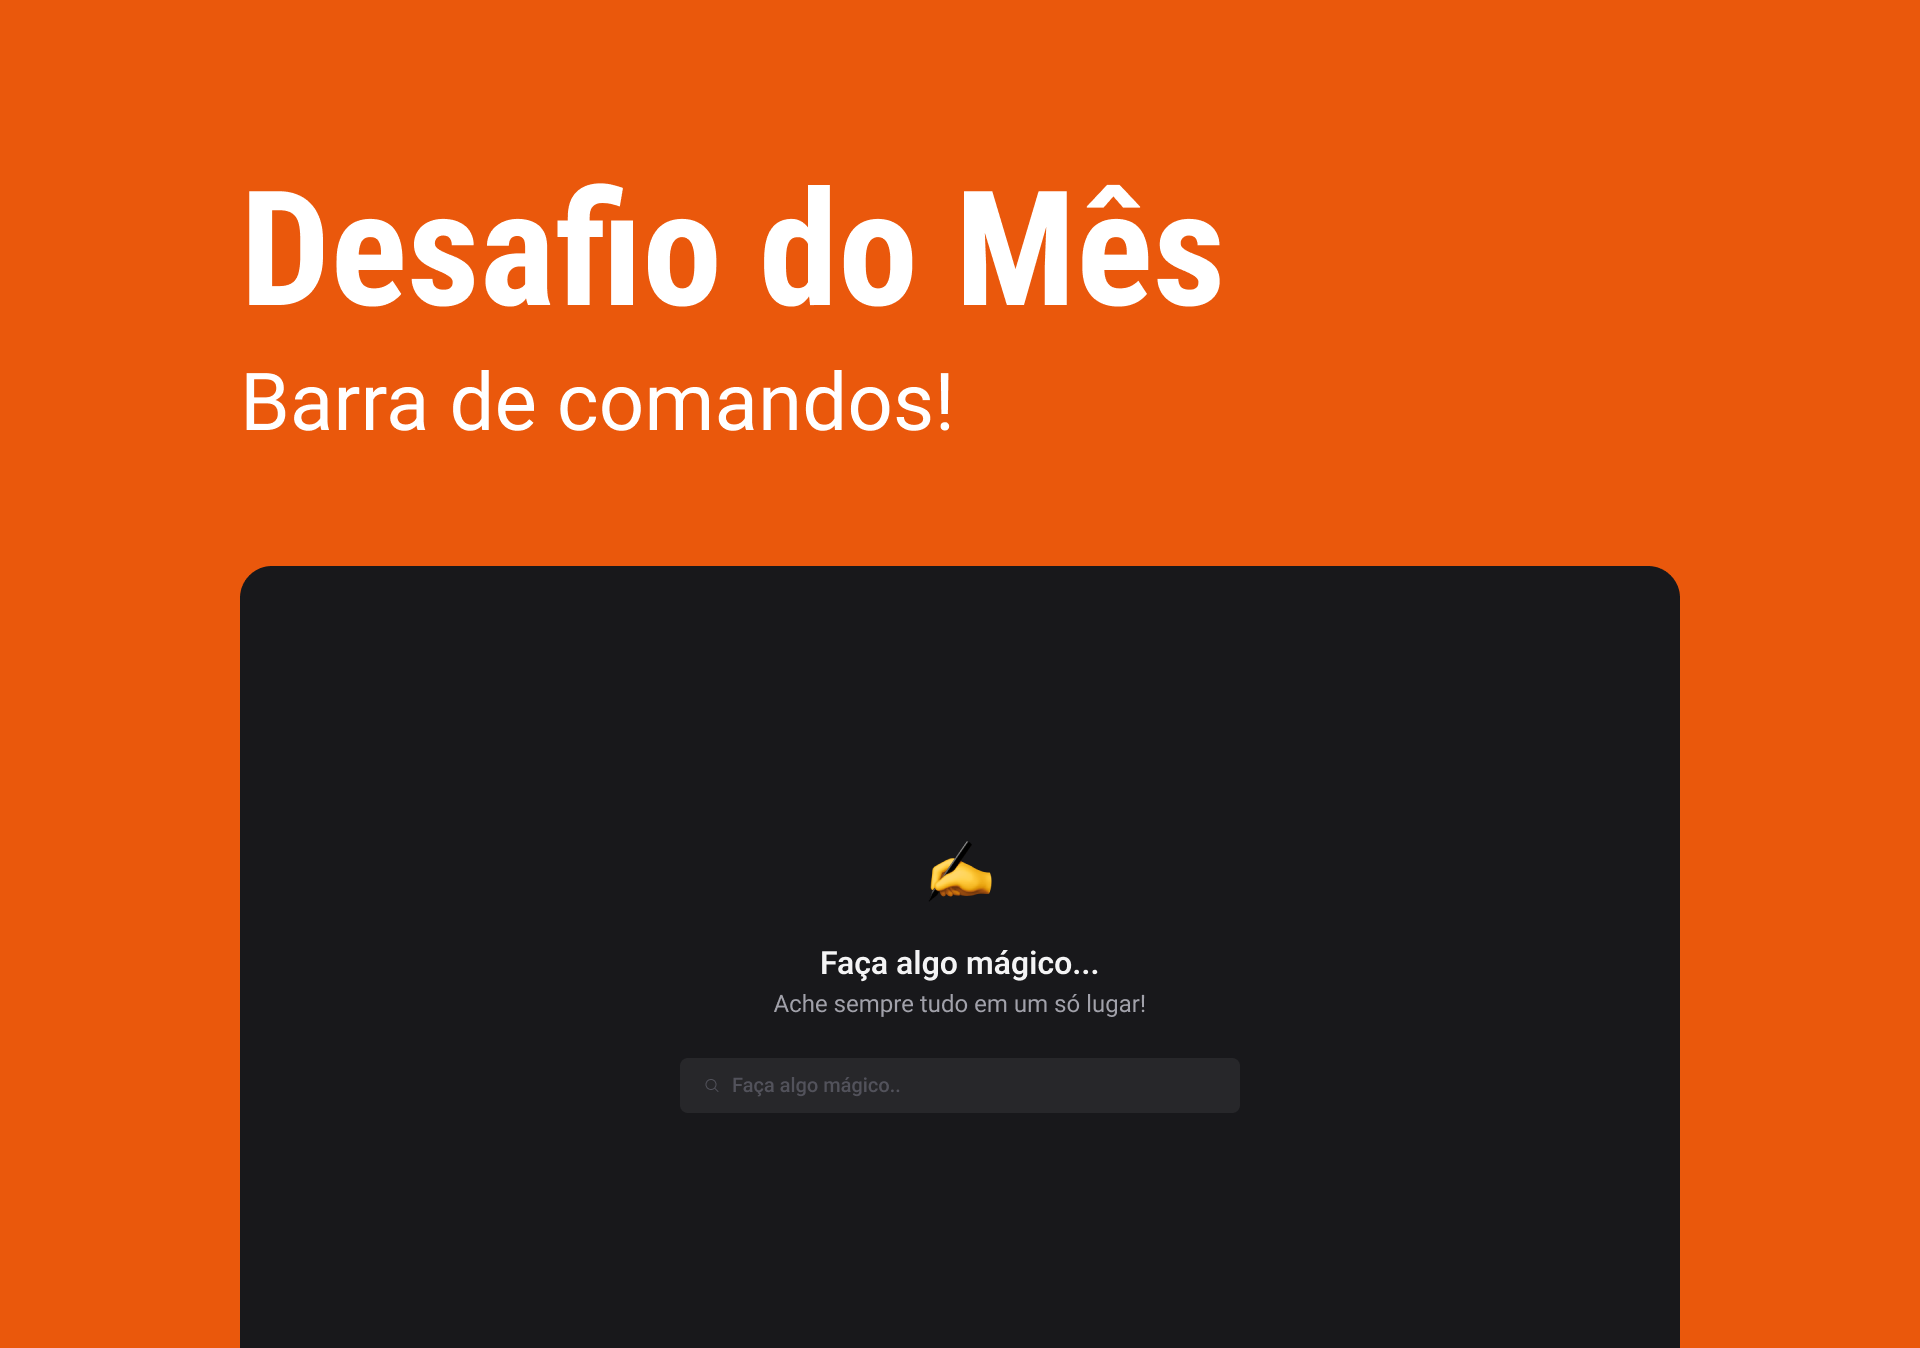 Desafio do Mês
Barra de comandos!
Faça algo mágico...
Ache sempre tudo em um só lugar!
Faça algo mágico..